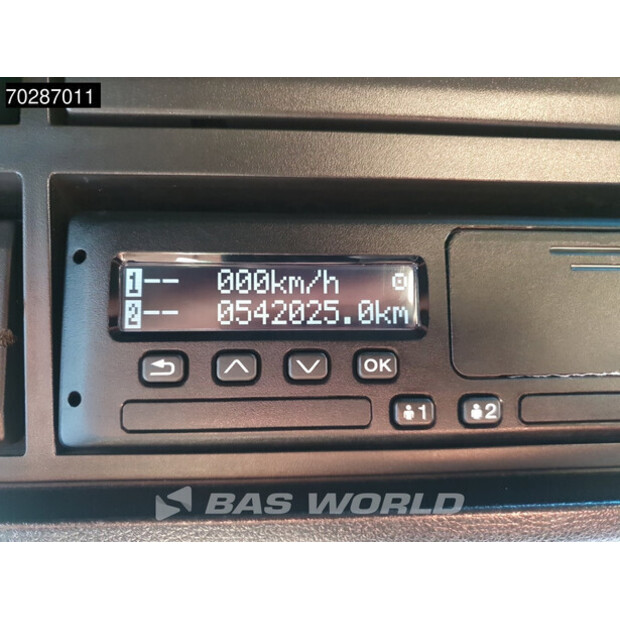 70287011
1-- 000km/h
2-- 0542025.0km
OK
1 2
BAS WORLD